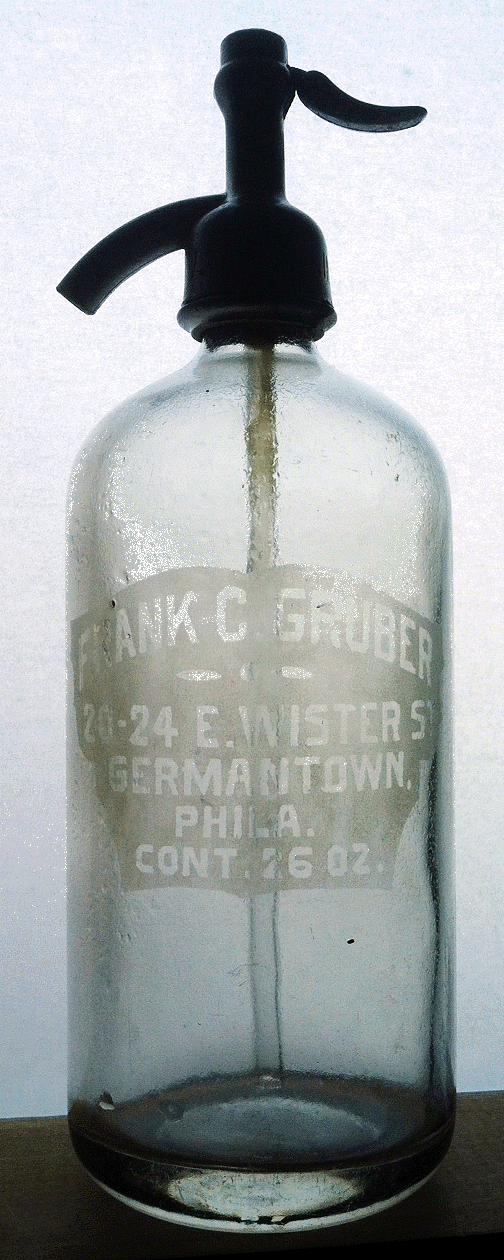 FRANK C. GRUBER
20-24 E. WISTER ST
GERMANTOWN,
PHILA.
CONT. 26 OZ.